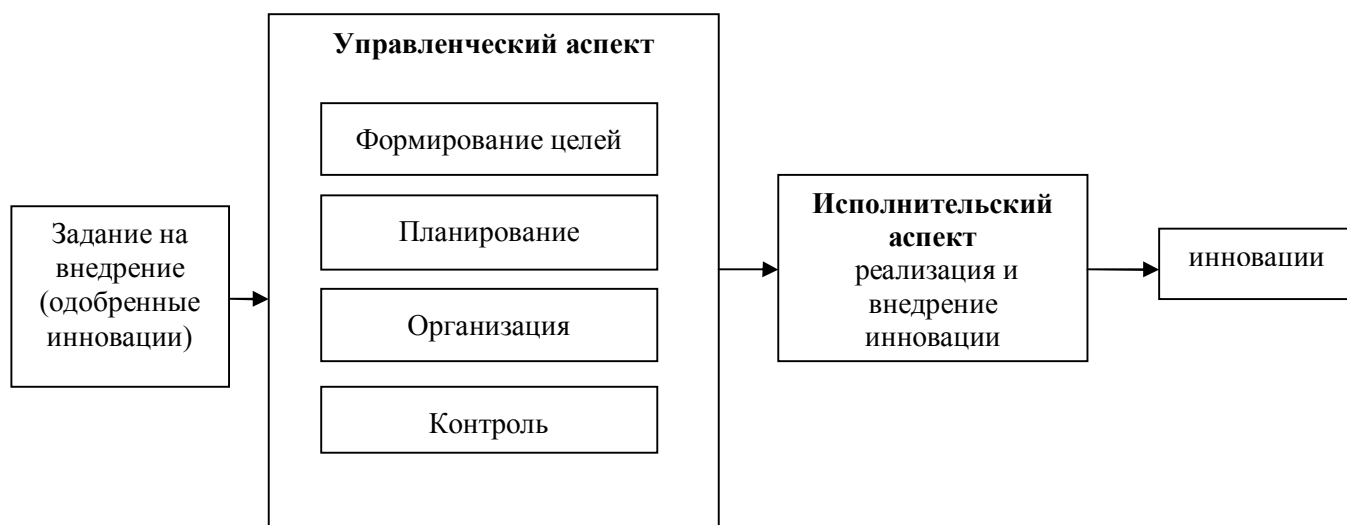 Задание на
внедрение
(одобренные
инновации)
Управленческий аспект
Формирование целей
Планирование
Организация
Контроль
Исполнительский
аспект
реализация и
внедрение
инновации
инновации